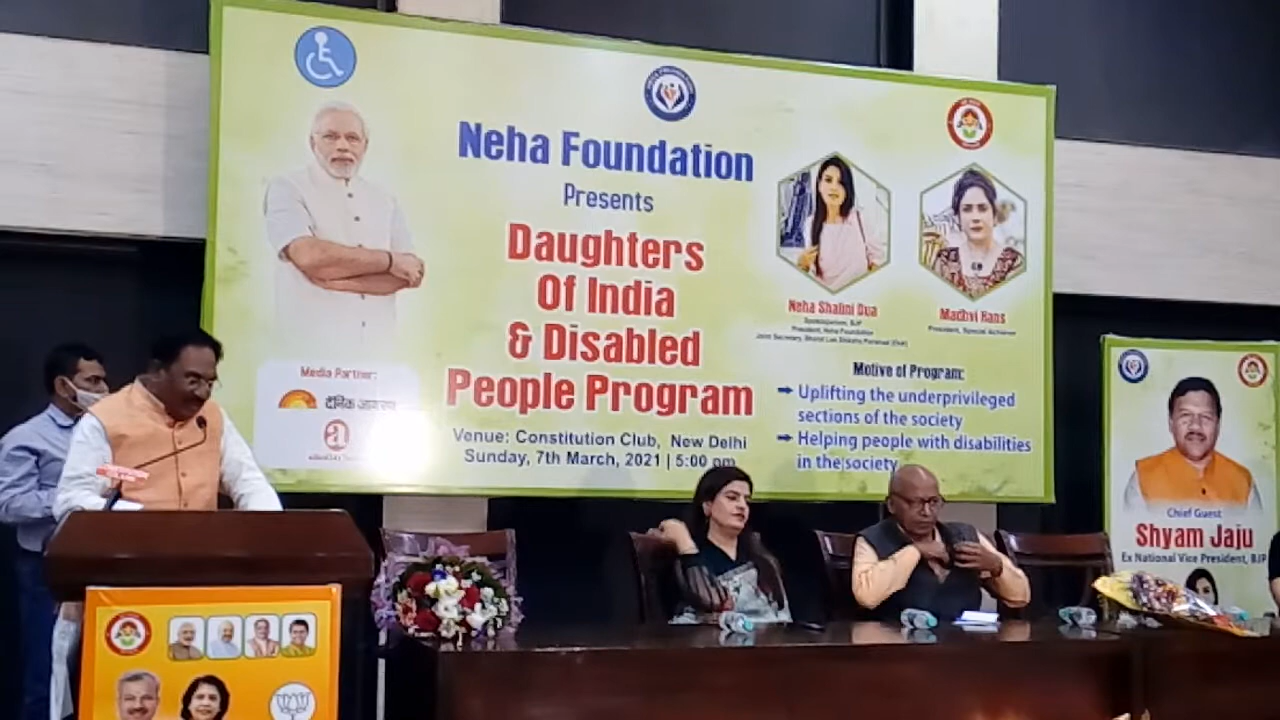 Neha Foundation
Presents
Daughters
Of India
& Disabled
People Program
Venue: Constitution Club, New Delhi
Sunday, 7th March, 2021 | 5:00 pm
Media Partner:
दैनिक जागरण
Neha Shalini Dua
Spokesperson, BJP
President, Neha Foundation
Madhvi Hans
President, Special Achiever
Motive of Program:
Uplifting the underprivileged
sections of the society
Helping people with disabilities
in the society
Chief Guest
Shyam Jaju
Ex National Vice President, BJP